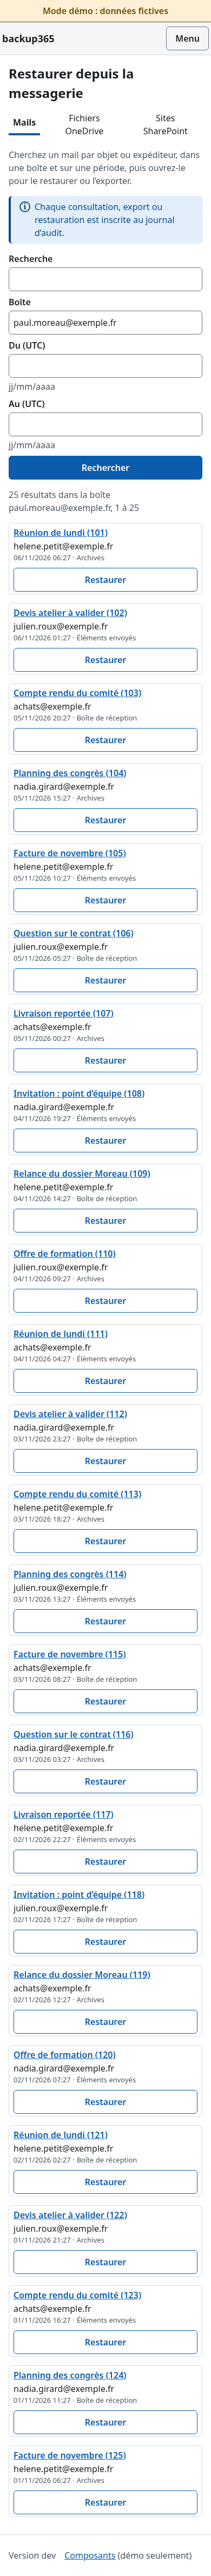 Mode démo : données fictives
backup365
Menu
Restaurer depuis la
messagerie
Mails
Fichiers
OneDrive
Sites
SharePoint
Cherchez un mail par objet ou expéditeur, dans
une boîte et sur une période, puis ouvrez-le
pour le restaurer ou l’exporter.
Chaque consultation, export ou
restauration est inscrite au journal
d’audit.
Recherche
Boîte
paul.moreau@exemple.fr
Du (UTC)
jj/mm/aaaa
Au (UTC)
jj/mm/aaaa
Rechercher
25 résultats dans la boîte
paul.moreau@exemple.fr, 1 à 25
Réunion de lundi (101)
helene.petit@exemple.fr
06/11/2026 06:27 · Archives
Restaurer
Devis atelier à valider (102)
julien.roux@exemple.fr
06/11/2026 01:27 · Éléments envoyés
Restaurer
Compte rendu du comité (103)
achats@exemple.fr
05/11/2026 20:27 · Boîte de réception
Restaurer
Planning des congrès (104)
nadia.girard@exemple.fr
05/11/2026 15:27 · Archives
Restaurer
Facture de novembre (105)
helene.petit@exemple.fr
05/11/2026 10:27 · Éléments envoyés
Restaurer
Question sur le contrat (106)
julien.roux@exemple.fr
05/11/2026 05:27 · Boîte de réception
Restaurer
Livraison reportée (107)
achats@exemple.fr
05/11/2026 00:27 · Archives
Restaurer
Invitation : point d’équipe (108)
nadia.girard@exemple.fr
04/11/2026 19:27 · Éléments envoyés
Restaurer
Relance du dossier Moreau (109)
helene.petit@exemple.fr
04/11/2026 14:27 · Boîte de réception
Restaurer
Offre de formation (110)
julien.roux@exemple.fr
04/11/2026 09:27 · Archives
Restaurer
Réunion de lundi (111)
achats@exemple.fr
04/11/2026 04:27 · Éléments envoyés
Restaurer
Devis atelier à valider (112)
nadia.girard@exemple.fr
03/11/2026 23:27 · Boîte de réception
Restaurer
Compte rendu du comité (113)
helene.petit@exemple.fr
03/11/2026 18:27 · Archives
Restaurer
Planning des congrès (114)
julien.roux@exemple.fr
03/11/2026 13:27 · Éléments envoyés
Restaurer
Facture de novembre (115)
achats@exemple.fr
03/11/2026 08:27 · Boîte de réception
Restaurer
Question sur le contrat (116)
nadia.girard@exemple.fr
03/11/2026 03:27 · Archives
Restaurer
Livraison reportée (117)
helene.petit@exemple.fr
02/11/2026 22:27 · Éléments envoyés
Restaurer
Invitation : point d’équipe (118)
julien.roux@exemple.fr
02/11/2026 17:27 · Boîte de réception
Restaurer
Relance du dossier Moreau (119)
achats@exemple.fr
02/11/2026 12:27 · Archives
Restaurer
Offre de formation (120)
nadia.girard@exemple.fr
02/11/2026 07:27 · Éléments envoyés
Restaurer
Réunion de lundi (121)
helene.petit@exemple.fr
02/11/2026 02:27 · Boîte de réception
Restaurer
Devis atelier à valider (122)
julien.roux@exemple.fr
01/11/2026 21:27 · Archives
Restaurer
Compte rendu du comité (123)
achats@exemple.fr
01/11/2026 16:27 · Éléments envoyés
Restaurer
Planning des congrès (124)
nadia.girard@exemple.fr
01/11/2026 11:27 · Boîte de réception
Restaurer
Facture de novembre (125)
helene.petit@exemple.fr
01/11/2026 06:27 · Archives
Restaurer
Version dev Composants (démo seulement)